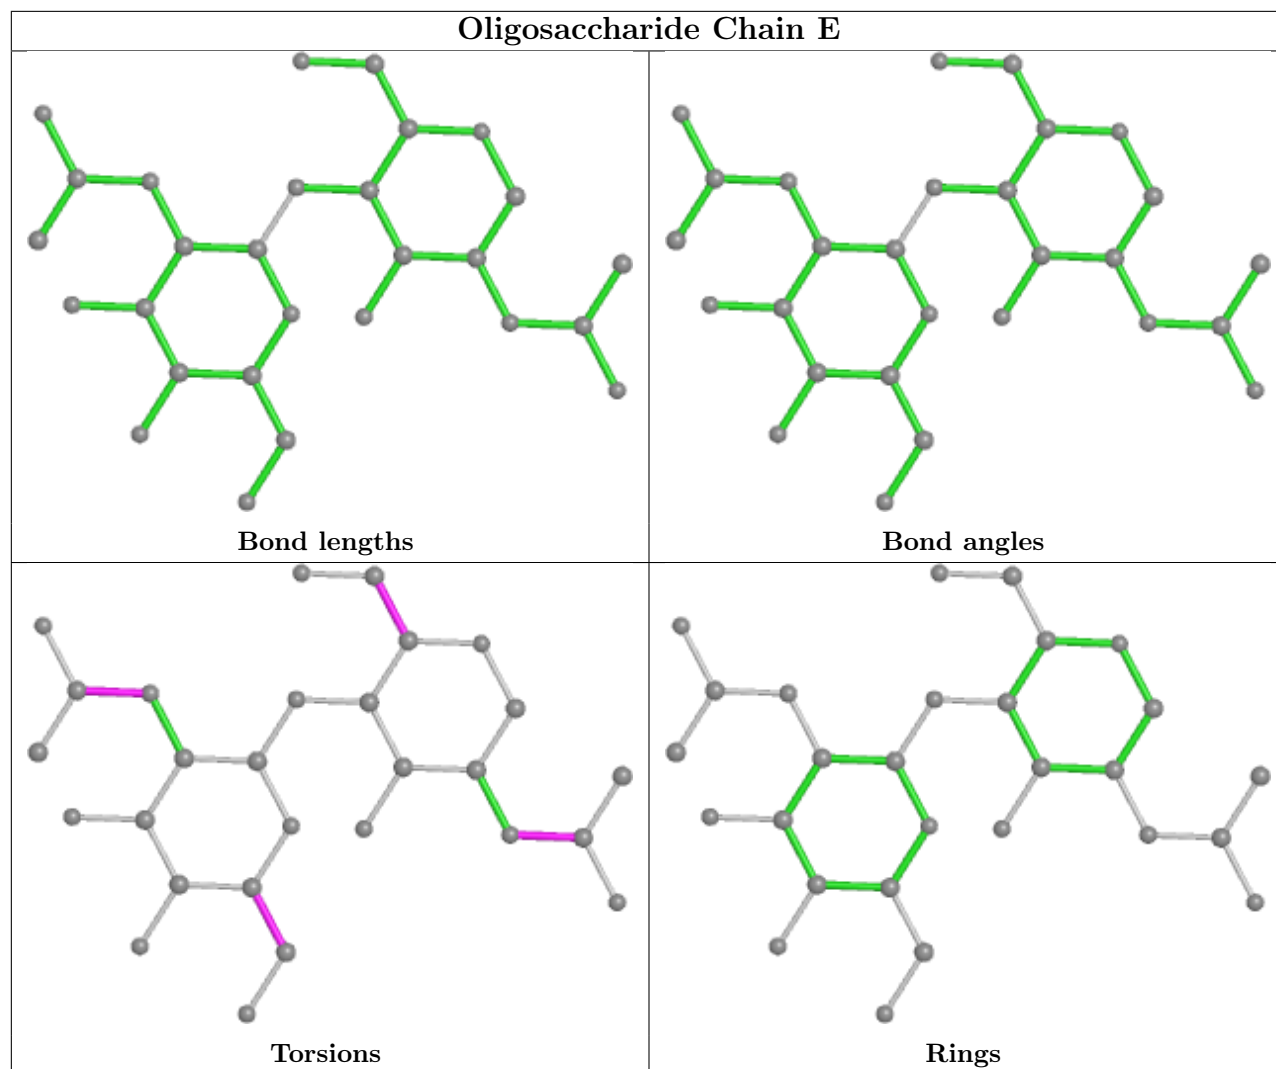 Oligosaccharide Chain E
Bond lengths
Bond angles
Torsions
Rings